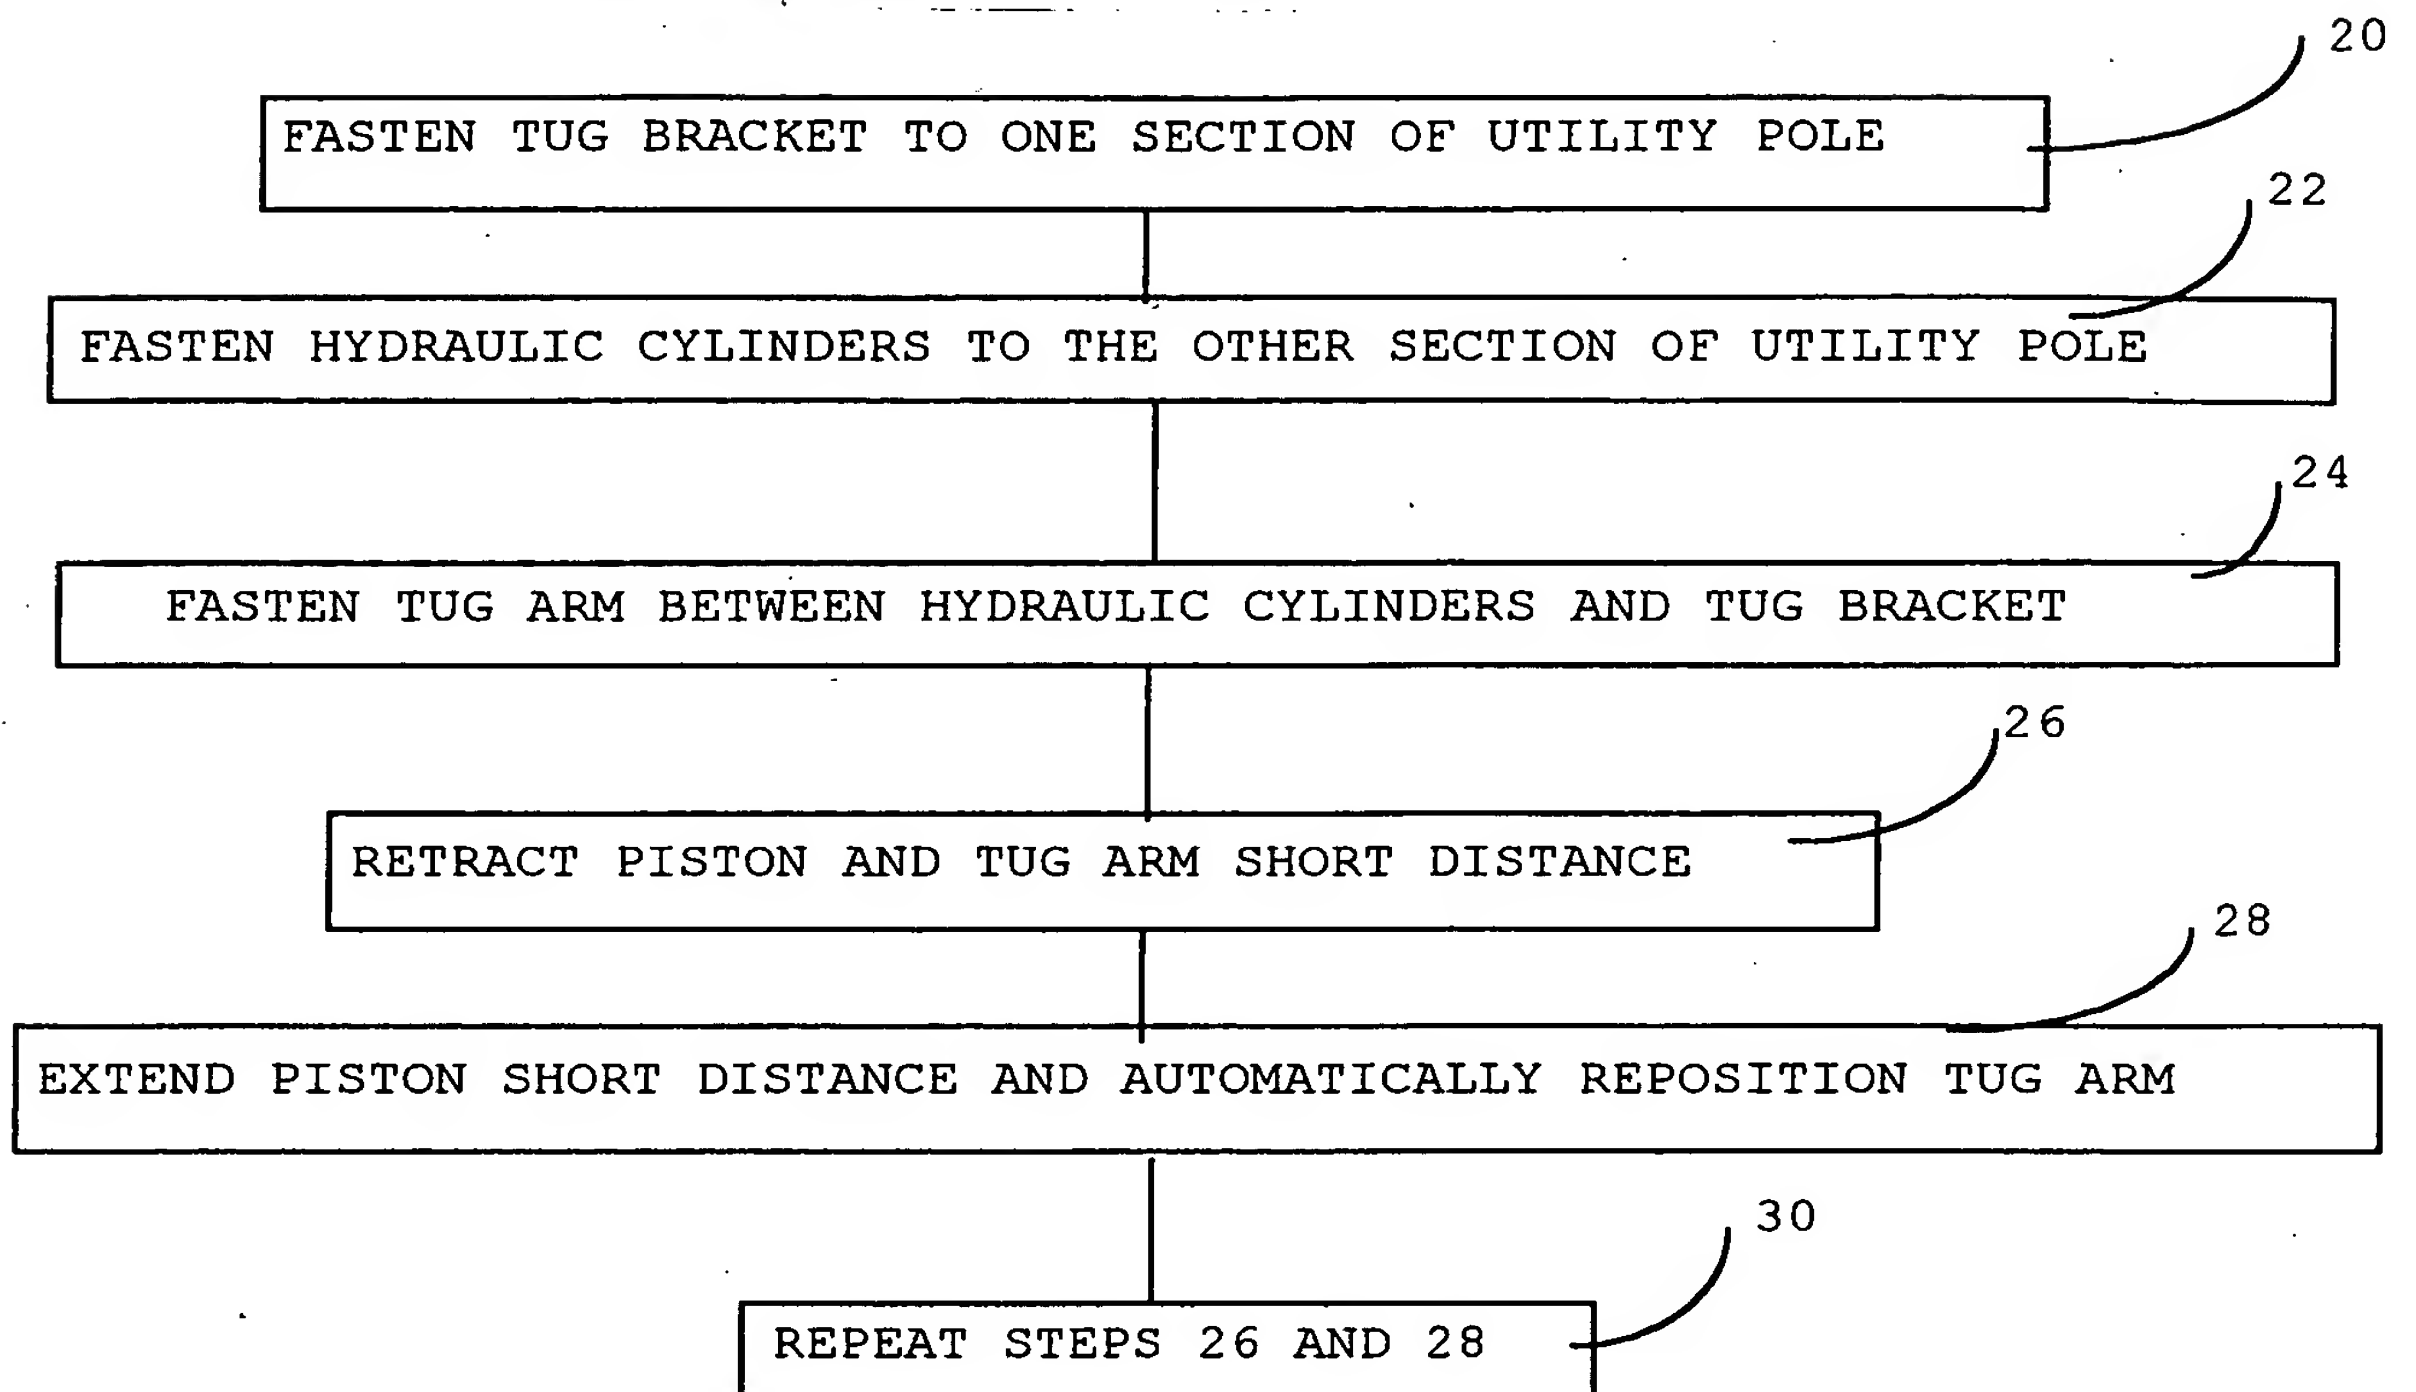 20
FASTEN TUG BRACKET TO ONE SECTION OF UTILITY POLE
22
FASTEN HYDRAULIC CYLINDERS TO THE OTHER SECTION OF UTILITY POLE
24
FASTEN TUG ARM BETWEEN HYDRAULIC CYLINDERS AND TUG BRACKET
26
RETRACT PISTON AND TUG ARM SHORT DISTANCE
28
EXTEND PISTON SHORT DISTANCE AND AUTOMATICALLY REPOSITION TUG ARM
30
REPEAT STEPS 26 AND 28